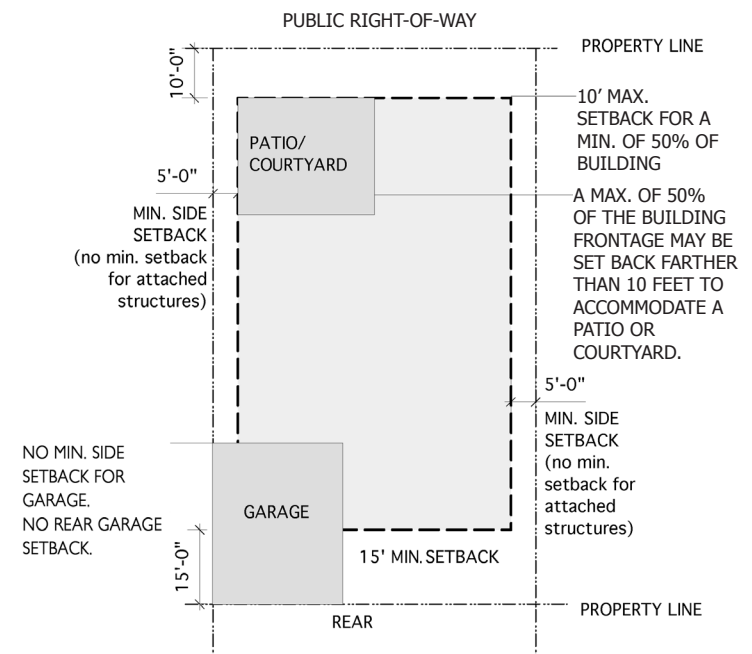 PUBLIC RIGHT-OF-WAY
PROPERTY LINE
10'-0"
10' MAX.
SETBACK FOR A
MIN. OF 50% OF
BUILDING
PATIO/
COURTYARD
5'-0"
MIN. SIDE
SETBACK
(no min. setback
for attached
structures)
A MAX. OF 50%
OF THE BUILDING
FRONTAGE MAY BE
SET BACK FARTHER
THAN 10 FEET TO
ACCOMMODATE A
PATIO OR
COURTYARD.
5'-0"
MIN. SIDE
SETBACK
(no min.
setback for
attached
structures)
NO MIN. SIDE
SETBACK FOR
GARAGE.
NO REAR GARAGE
SETBACK.
GARAGE
15'-0"
15' MIN. SETBACK
PROPERTY LINE
REAR